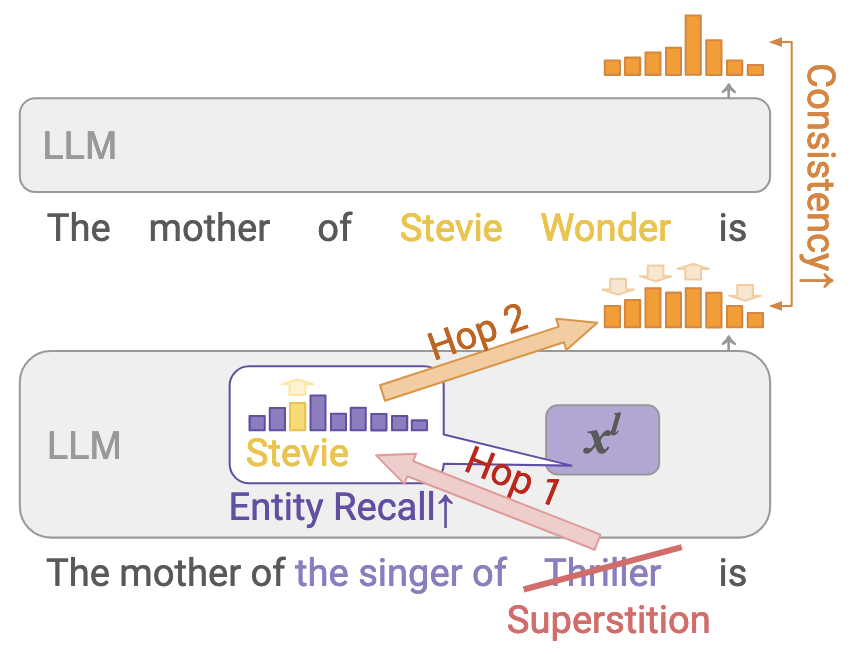 LLM
The mother of Stevie Wonder is
Consistency↑
Hop 2
LLM
Stevie
xˡ
Hop 1
Entity Recall↑
The mother of the singer of Thriller is
Superstition